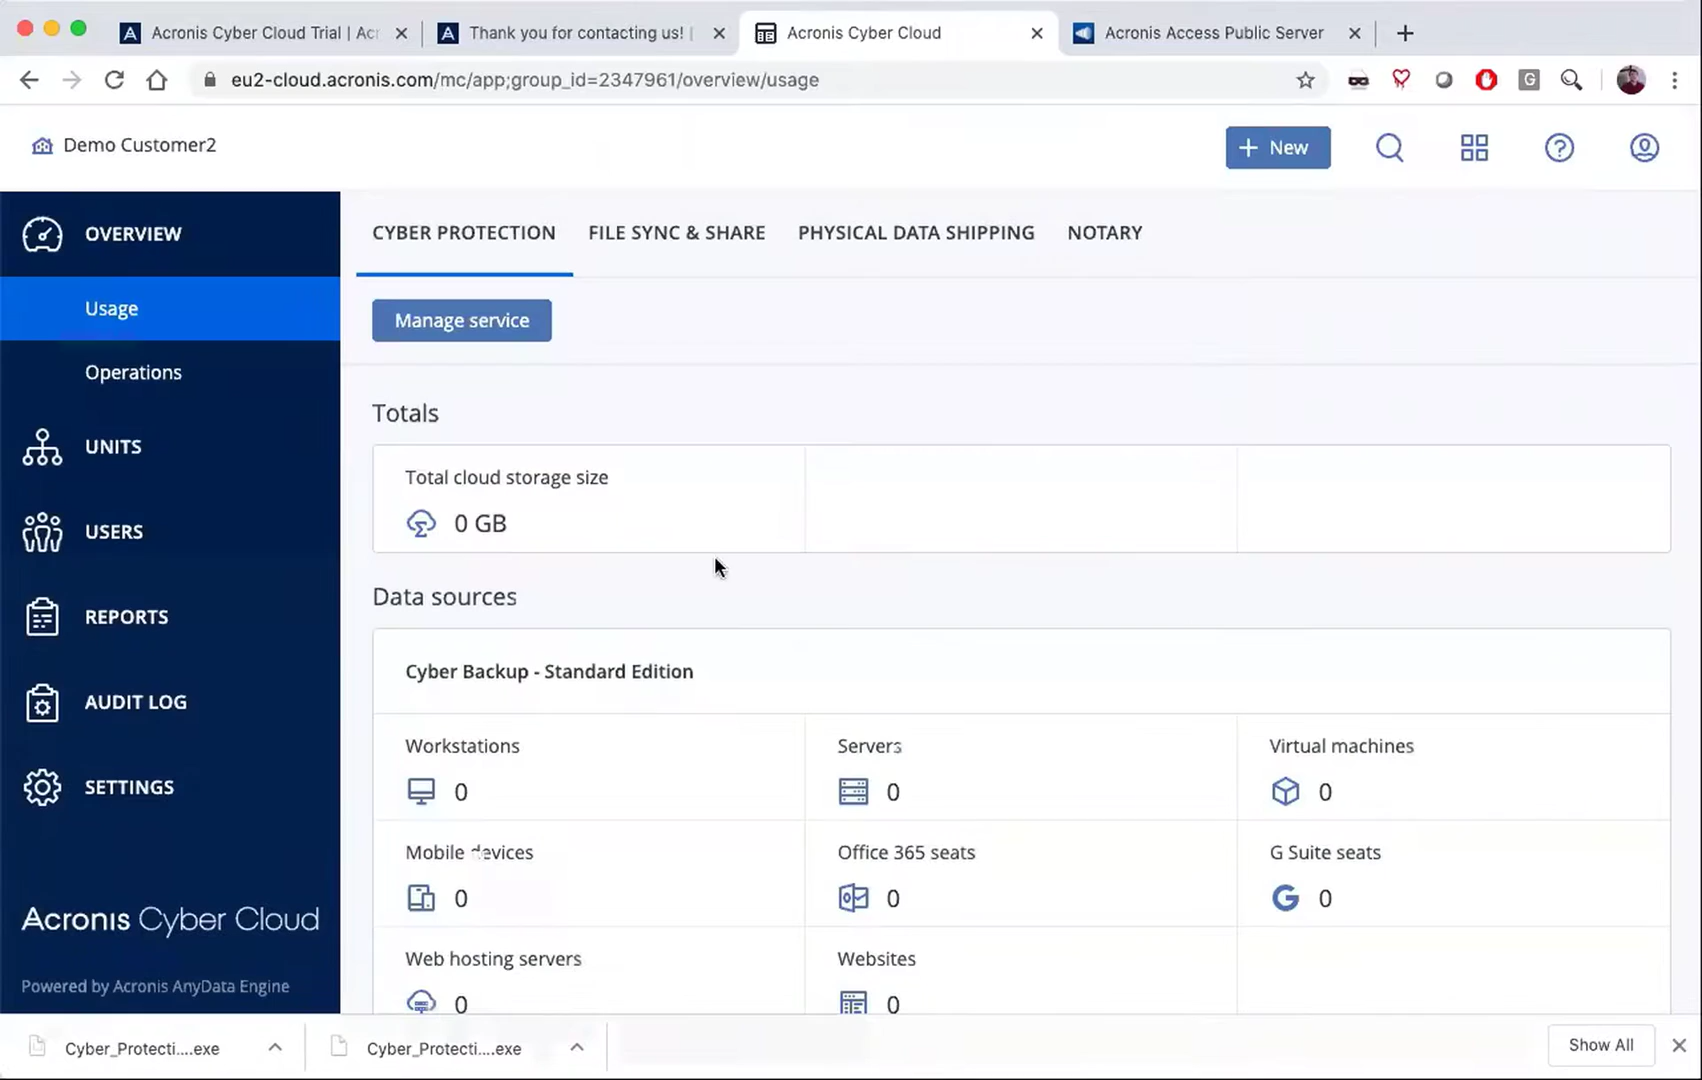 Acronis Cyber Cloud Trial | Acr
Thank you for contacting us! |
Acronis Cyber Cloud
Acronis Access Public Server
eu2-cloud.acronis.com/mc/app;group_id=2347961/overview/usage
Demo Customer2
+ New
OVERVIEW
Usage
Operations
UNITS
USERS
REPORTS
AUDIT LOG
SETTINGS
Acronis Cyber Cloud
Powered by Acronis AnyData Engine
CYBER PROTECTION
FILE SYNC & SHARE
PHYSICAL DATA SHIPPING
NOTARY
Manage service
Totals
Total cloud storage size
0 GB
Data sources
Cyber Backup - Standard Edition
Workstations
0
Servers
0
Virtual machines
0
Mobile devices
0
Office 365 seats
0
G Suite seats
0
Web hosting servers
0
Websites
0
Cyber_Protecti....exe
Cyber_Protecti....exe
Show All